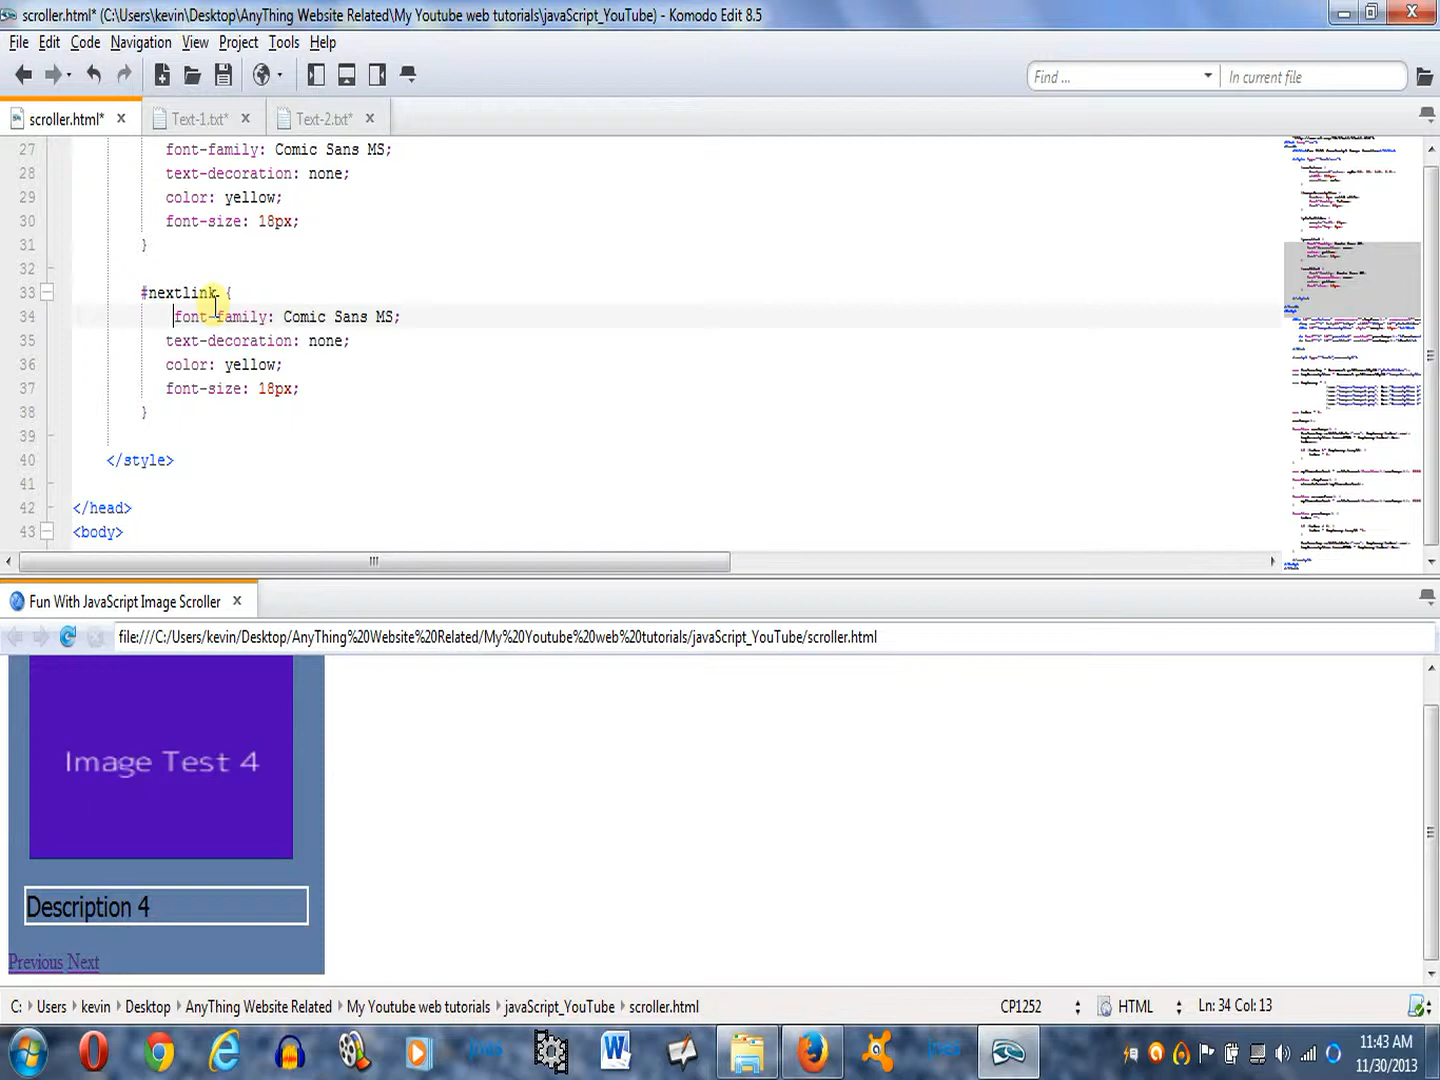 scroller.html* (C:\Users\kevin\Desktop\AnyThing Website Related\My Youtube web tutorials\javaScript_YouTube) - Komodo Edit 8.5
File Edit Code Navigation View Project Tools Help
Find ... In current file
scroller.html* Text-1.txt* Text-2.txt*
27 font-family: Comic Sans MS;
28 text-decoration: none;
29 color: yellow;
30 font-size: 18px;
31 }
32
33 #nextlink {
34 font-family: Comic Sans MS;
35 text-decoration: none;
36 color: yellow;
37 font-size: 18px;
38 }
39
40 </style>
41
42 </head>
43 <body>
Fun With JavaScript Image Scroller
file:///C:/Users/kevin/Desktop/AnyThing%20Website%20Related/My%20Youtube%20web%20tutorials/javaScript_YouTube/scroller.html
Image Test 4
Description 4
Previous Next
C: Users kevin Desktop AnyThing Website Related My Youtube web tutorials javaScript_YouTube scroller.html CP1252 HTML Ln: 34 Col: 13
11:43 AM
11/30/2013